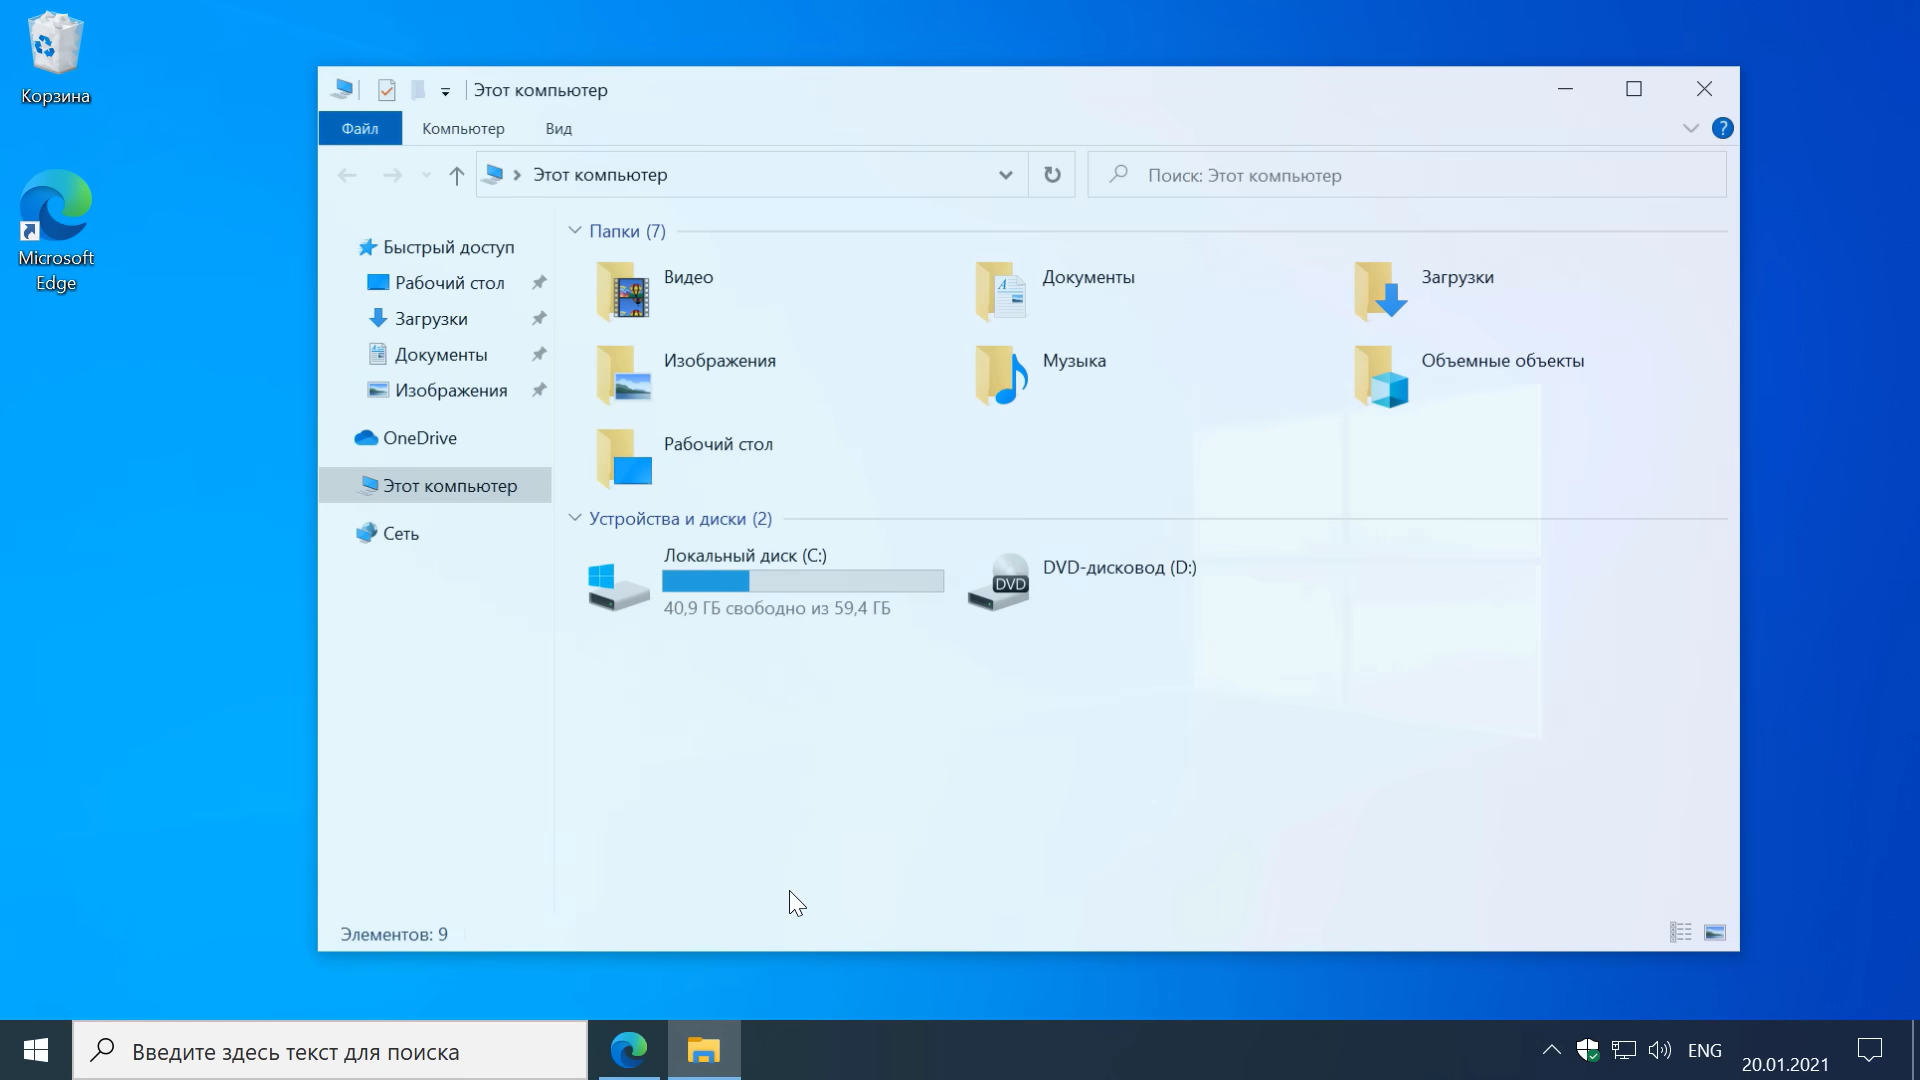 Корзина
Microsoft
Edge
Этот компьютер
Файл
Компьютер
Вид
?
Этот компьютер
Поиск: Этот компьютер
Быстрый доступ
Рабочий стол
Загрузки
Документы
Изображения
OneDrive
Этот компьютер
Сеть
Папки (7)
Видео
Документы
Загрузки
Изображения
Музыка
Объемные объекты
Рабочий стол
Устройства и диски (2)
Локальный диск (C:)
40,9 ГБ свободно из 59,4 ГБ
DVD
DVD-дисковод (D:)
Элементов: 9
Введите здесь текст для поиска
ENG
20.01.2021